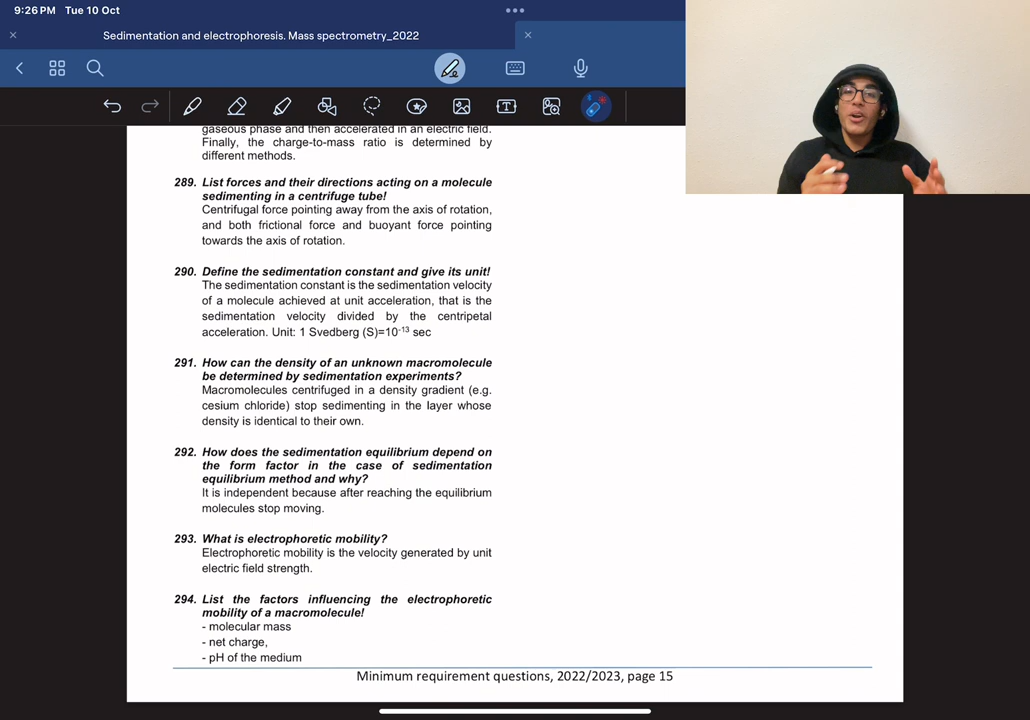 9:26 PM Tue 10 Oct
Sedimentation and electrophoresis. Mass spectrometry_2022
gaseous phase and then accelerated in an electric field.
Finally, the charge-to-mass ratio is determined by
different methods.
289. List forces and their directions acting on a molecule
sedimenting in a centrifuge tube!
Centrifugal force pointing away from the axis of rotation,
and both frictional force and buoyant force pointing
towards the axis of rotation.
290. Define the sedimentation constant and give its unit!
The sedimentation constant is the sedimentation velocity
of a molecule achieved at unit acceleration, that is the
sedimentation velocity divided by the centripetal
acceleration. Unit: 1 Svedberg (S)=10⁻¹³ sec
291. How can the density of an unknown macromolecule
be determined by sedimentation experiments?
Macromolecules centrifuged in a density gradient (e.g.
cesium chloride) stop sedimenting in the layer whose
density is identical to their own.
292. How does the sedimentation equilibrium depend on
the form factor in the case of sedimentation
equilibrium method and why?
It is independent because after reaching the equilibrium
molecules stop moving.
293. What is electrophoretic mobility?
Electrophoretic mobility is the velocity generated by unit
electric field strength.
294. List the factors influencing the electrophoretic
mobility of a macromolecule!
- molecular mass
- net charge,
- pH of the medium
Minimum requirement questions, 2022/2023, page 15